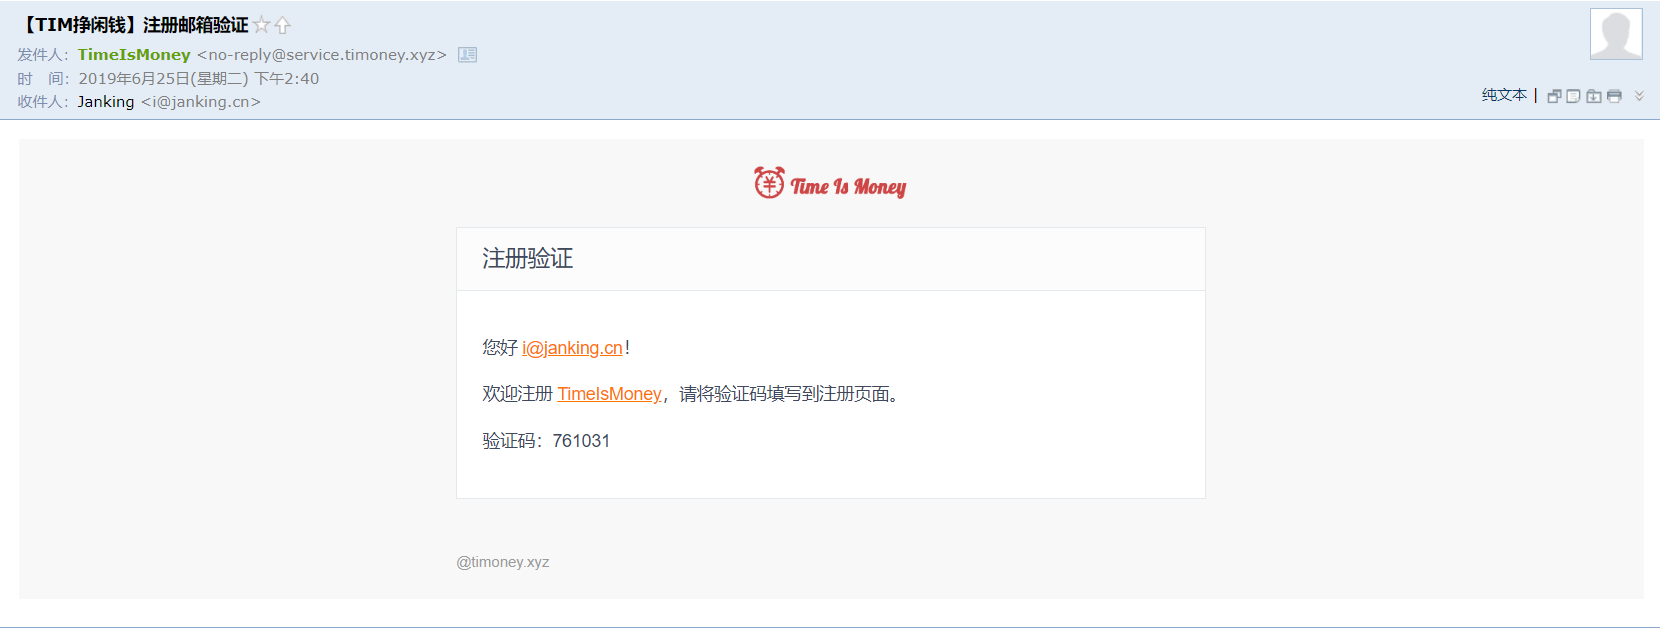 【TIM挣闲钱】注册邮箱验证
发件人：TimeIsMoney <no-reply@service.timoney.xyz>
时　间：2019年6月25日(星期二) 下午2:40
收件人：Janking <i@janking.cn>
纯文本 |
Time Is Money
注册验证
您好 i@janking.cn！
欢迎注册 TimeIsMoney，请将验证码填写到注册页面。
验证码：761031
@timoney.xyz